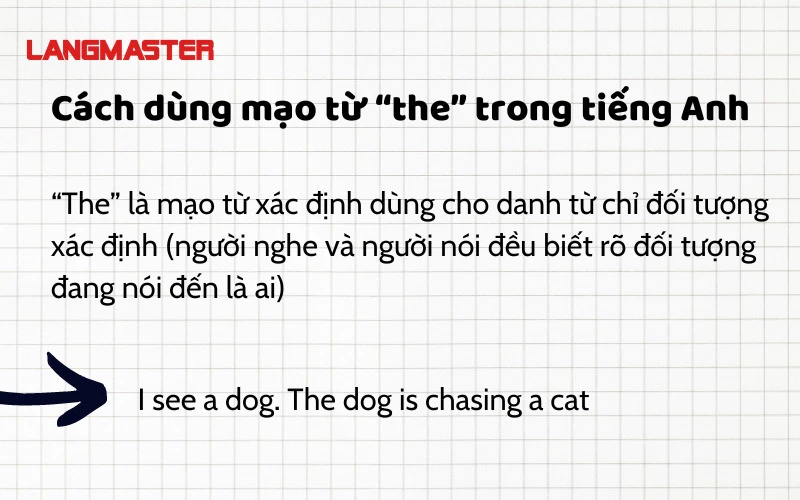 LANGMASTER
Cách dùng mạo từ “the” trong tiếng Anh
“The” là mạo từ xác định dùng cho danh từ chỉ đối tượng
xác định (người nghe và người nói đều biết rõ đối tượng
đang nói đến là ai)
I see a dog. The dog is chasing a cat